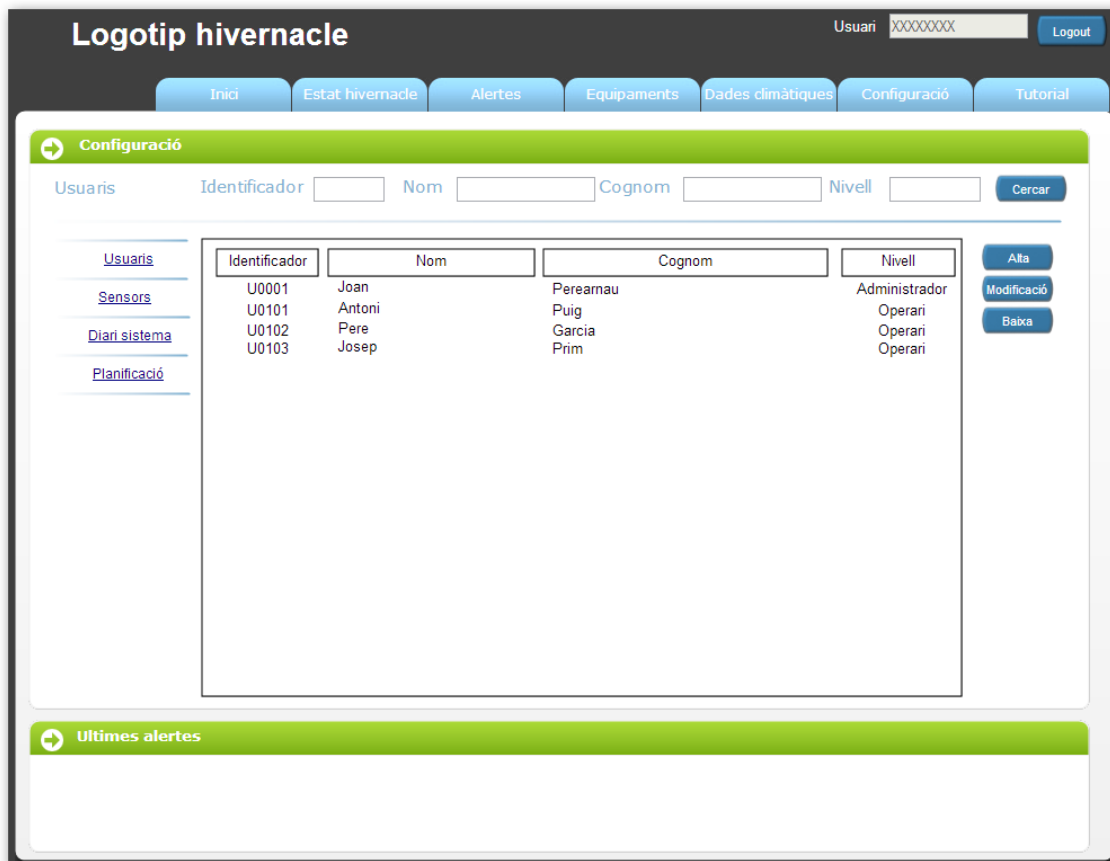 Logotip hivernacle
Usuari XXXXXXXX Logout
Inici Estat hivernacle Alertes Equipaments Dades climàtiques Configuració Tutorial
Configuració
Usuaris Identificador Nom Cognom Nivell Cercar
Usuaris
Sensors
Diari sistema
Planificació
Identificador Nom Cognom Nivell
U0001 Joan Perearnau Administrador
U0101 Antoni Puig Operari
U0102 Pere Garcia Operari
U0103 Josep Prim Operari
Alta
Modificació
Baixa
Ultimes alertes